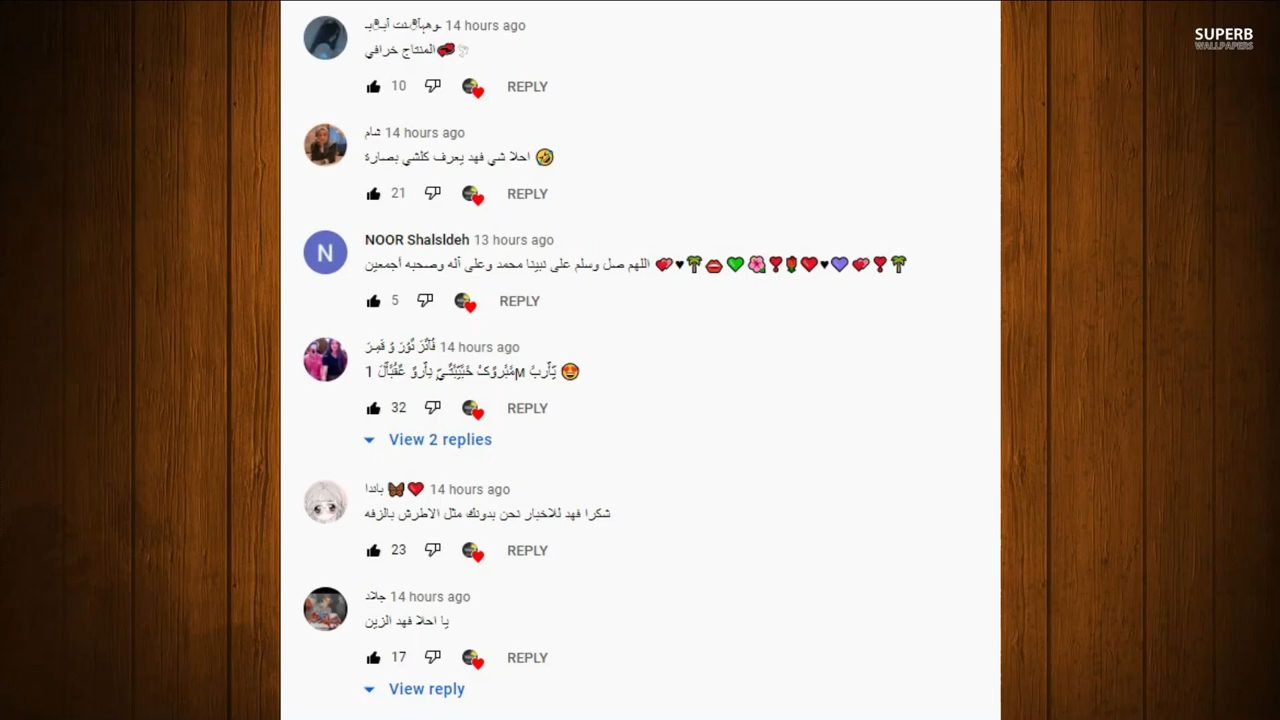 14 hours ago
المنتاج خرافي💞🕊
10 REPLY
SUPERB
WALLPAPERS
شام 14 hours ago
احلا شي فهد يعرف كلشي بصارة 🤣
21 REPLY
N
NOOR Shalsldeh 13 hours ago
اللهم صل وسلم على نبينا محمد وعلى آله وصحبه أجمعين 💕♥🌴👄💚🌺❣🌹❤♥💜💕❣🌴
5 REPLY
14 hours ago
😍
32 REPLY
View 2 replies
باندا 🦋❤ 14 hours ago
شكرا فهد للاخبار نحن بدونك مثل الاطرش بالزفه
23 REPLY
جلاد 14 hours ago
يا احلا فهد الزين
17 REPLY
View reply